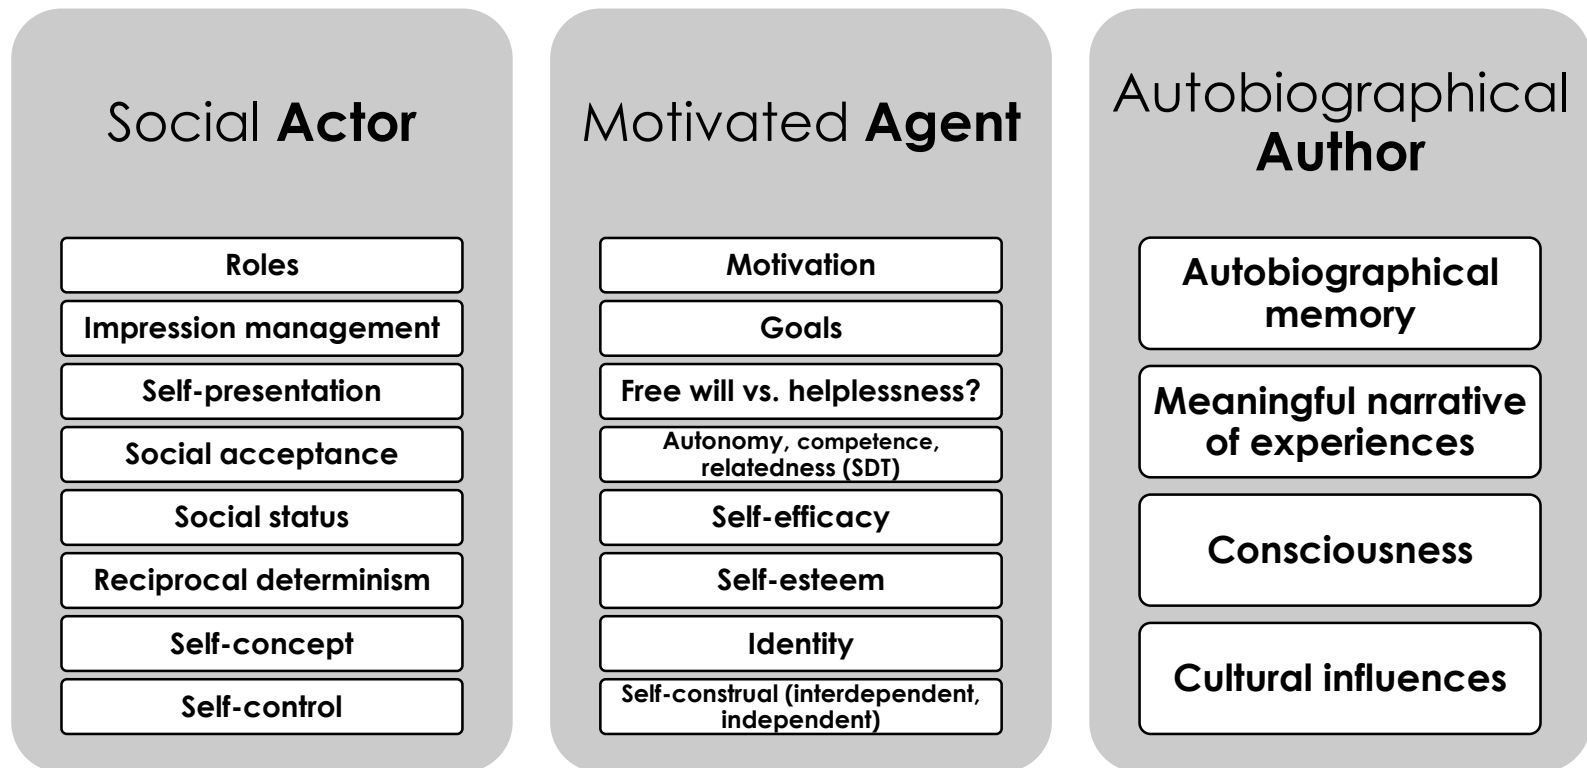 Social Actor
Roles
Impression management
Self-presentation
Social acceptance
Social status
Reciprocal determinism
Self-concept
Self-control
Motivated Agent
Motivation
Goals
Free will vs. helplessness?
Autonomy, competence,
relatedness (SDT)
Self-efficacy
Self-esteem
Identity
Self-construal (interdependent,
independent)
Autobiographical
Author
Autobiographical
memory
Meaningful narrative
of experiences
Consciousness
Cultural influences